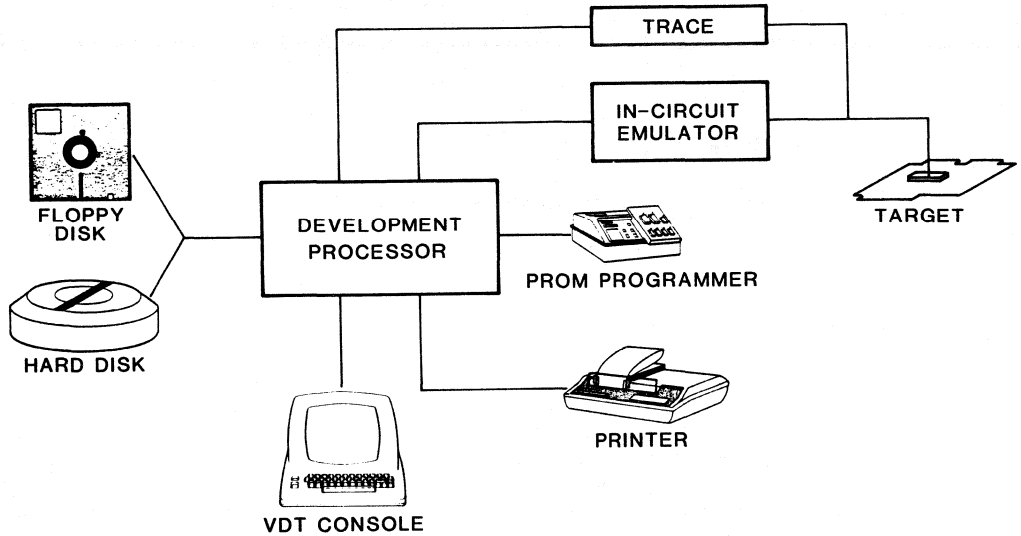 TRACE
IN-CIRCUIT
EMULATOR
FLOPPY
DISK
DEVELOPMENT
PROCESSOR
TARGET
PROM PROGRAMMER
HARD DISK
PRINTER
VDT CONSOLE